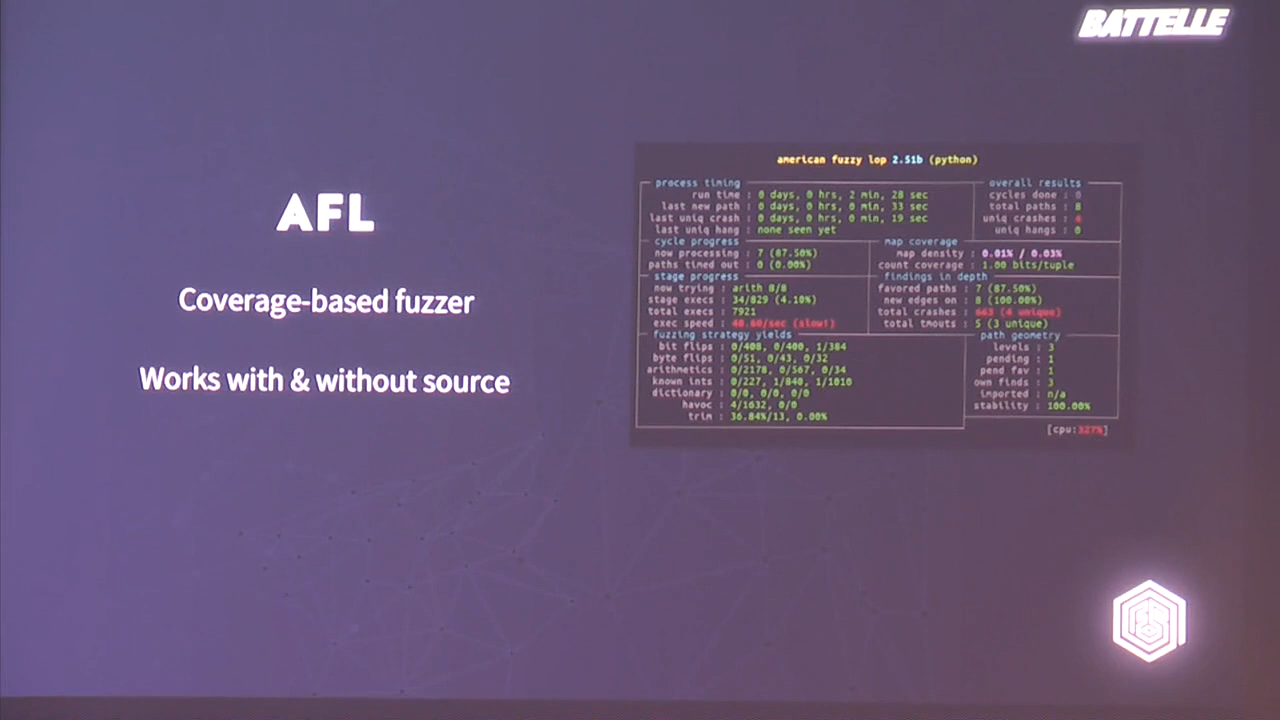 BATTELLE
AFL
Coverage-based fuzzer
Works with & without source
american fuzzy lop 2.51b (python)
process timing
run time : 0 days, 0 hrs, 2 min, 28 sec
last new path : 0 days, 0 hrs, 0 min, 33 sec
last uniq crash : 0 days, 0 hrs, 0 min, 19 sec
last uniq hang : none seen yet
overall results
cycles done : 0
total paths : 8
uniq crashes : 4
uniq hangs : 0
cycle progress
now processing : 7 (87.50%)
paths timed out : 0 (0.00%)
map coverage
map density : 0.01% / 0.03%
count coverage : 1.00 bits/tuple
stage progress
now trying : arith 8/8
stage execs : 34/829 (4.10%)
total execs : 7921
exec speed : 48.60/sec (slow!)
findings in depth
favored paths : 7 (87.50%)
new edges on : 8 (100.00%)
total crashes : 663 (4 unique)
total tmouts : 5 (3 unique)
fuzzing strategy yields
bit flips : 0/408, 0/400, 1/384
byte flips : 0/51, 0/43, 0/32
arithmetics : 0/2178, 0/567, 0/34
known ints : 0/227, 1/840, 1/1010
dictionary : 0/0, 0/0, 0/0
havoc : 4/1632, 0/0
trim : 36.84%/13, 0.00%
path geometry
levels : 3
pending : 1
pend fav : 1
own finds : 3
imported : n/a
stability : 100.00%
[cpu:327%]